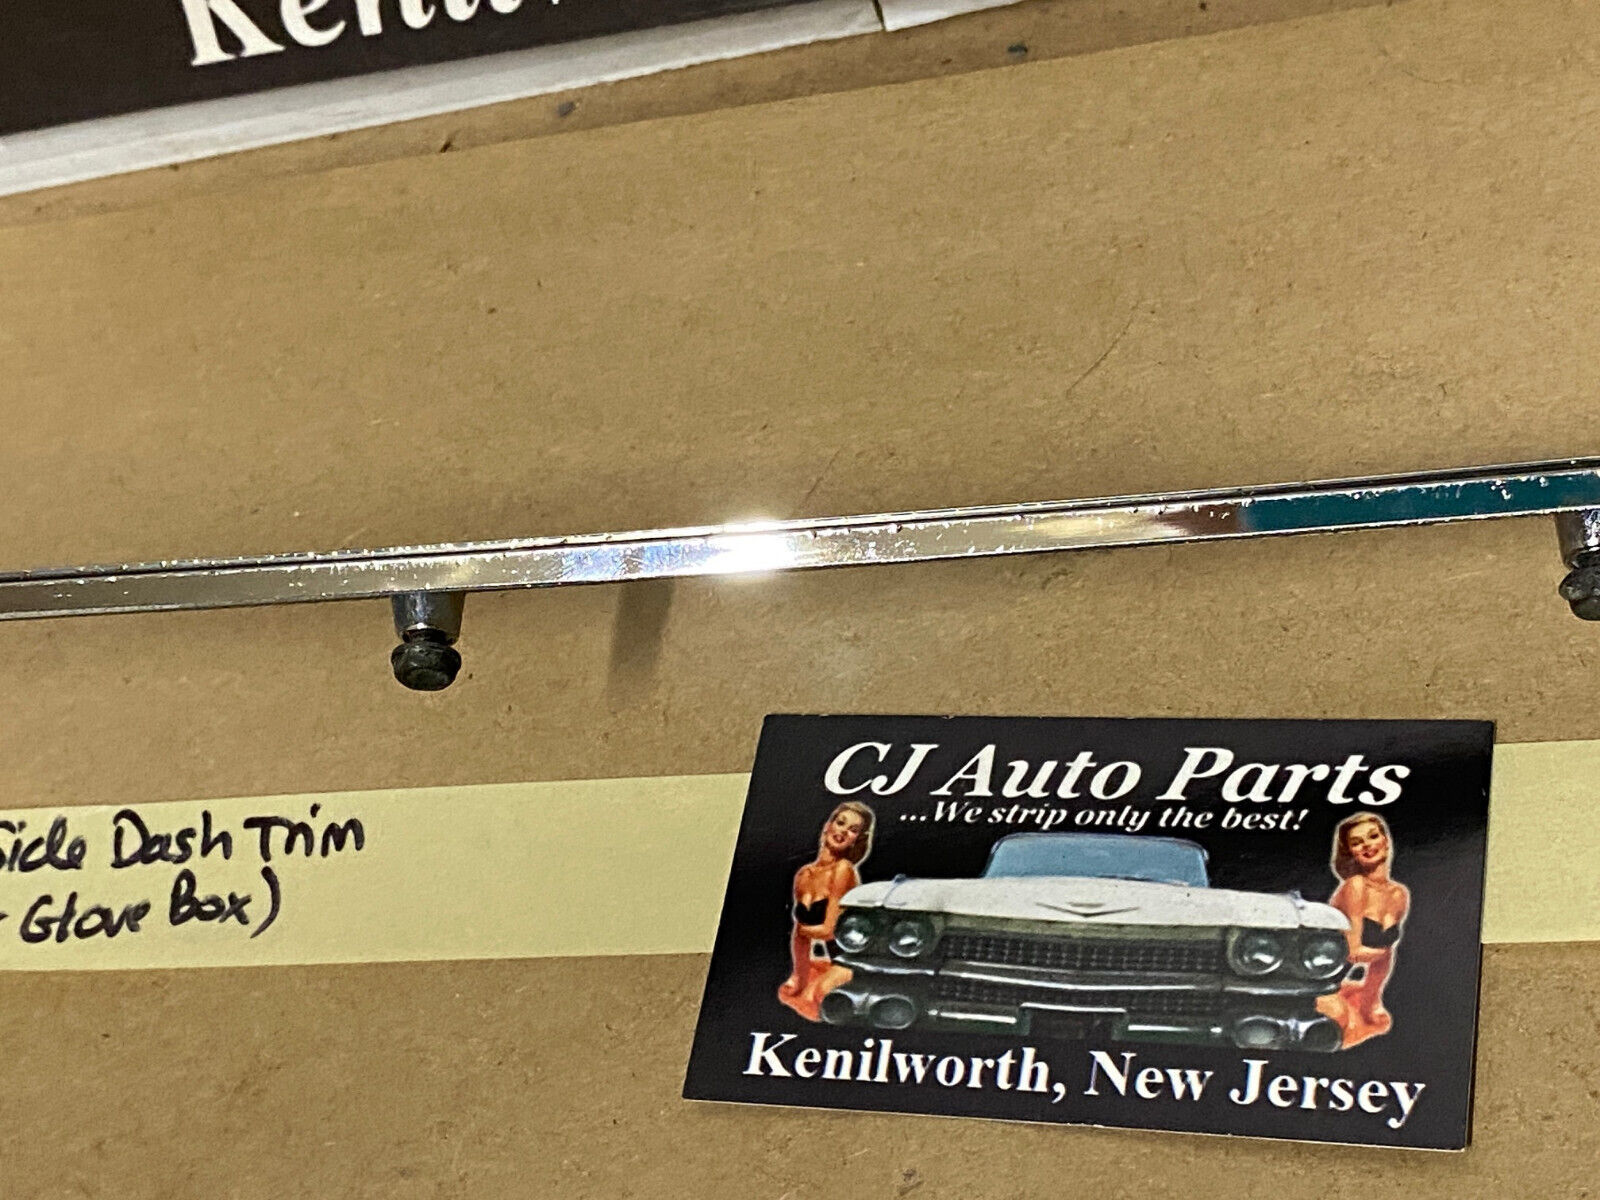 Side Dash Trim
Glove Box)
CJ Auto Parts
...We strip only the best!
Kenilworth, New Jersey